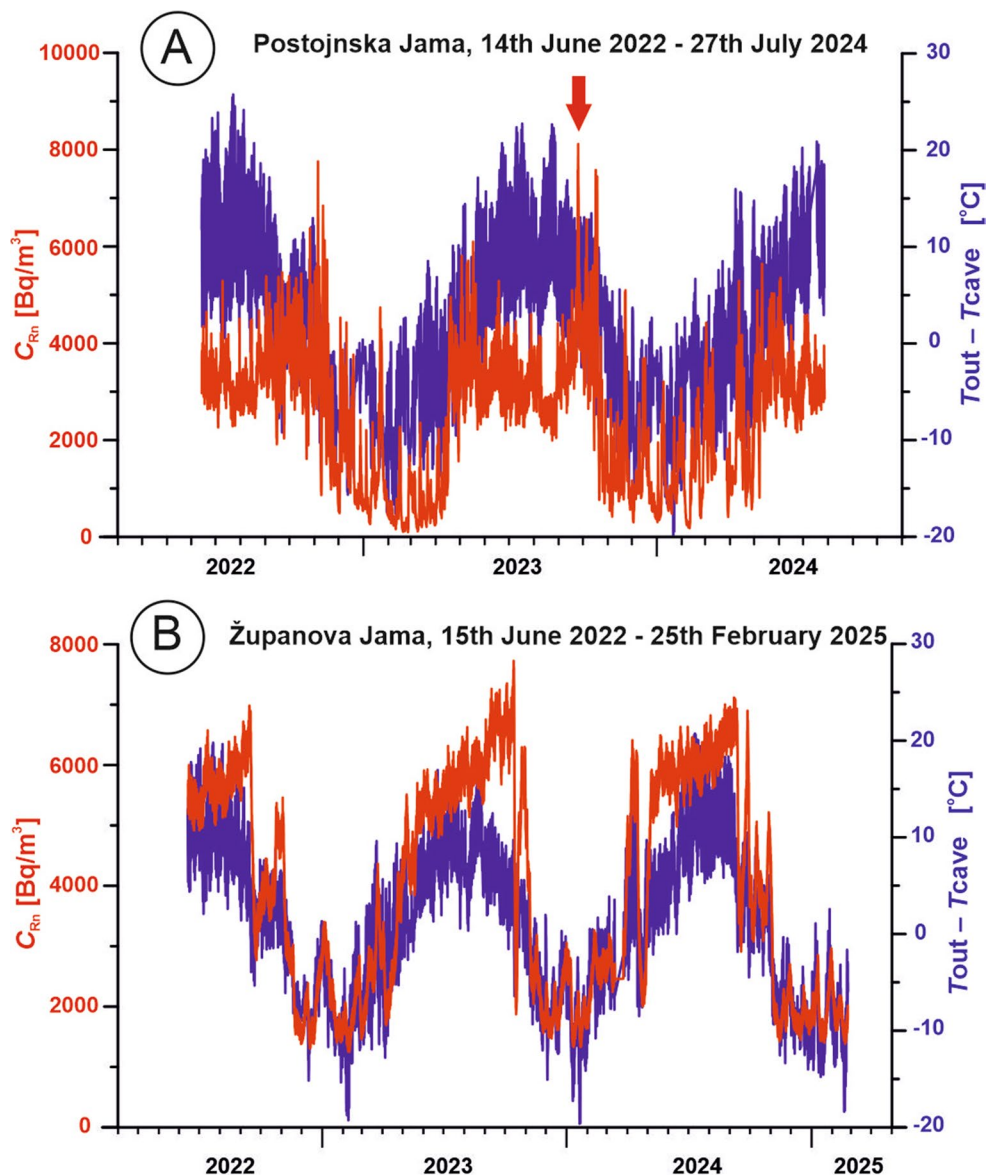 A
Postojnska Jama, 14th June 2022 - 27th July 2024
10000
8000
6000
4000
2000
0
CRn [Bq/m³]
30
20
10
0
-10
-20
Tout – Tcave [°C]
2022 2023 2024
B
Županova Jama, 15th June 2022 - 25th February 2025
8000
6000
4000
2000
0
CRn [Bq/m³]
30
20
10
0
-10
-20
Tout – Tcave [°C]
2022 2023 2024 2025